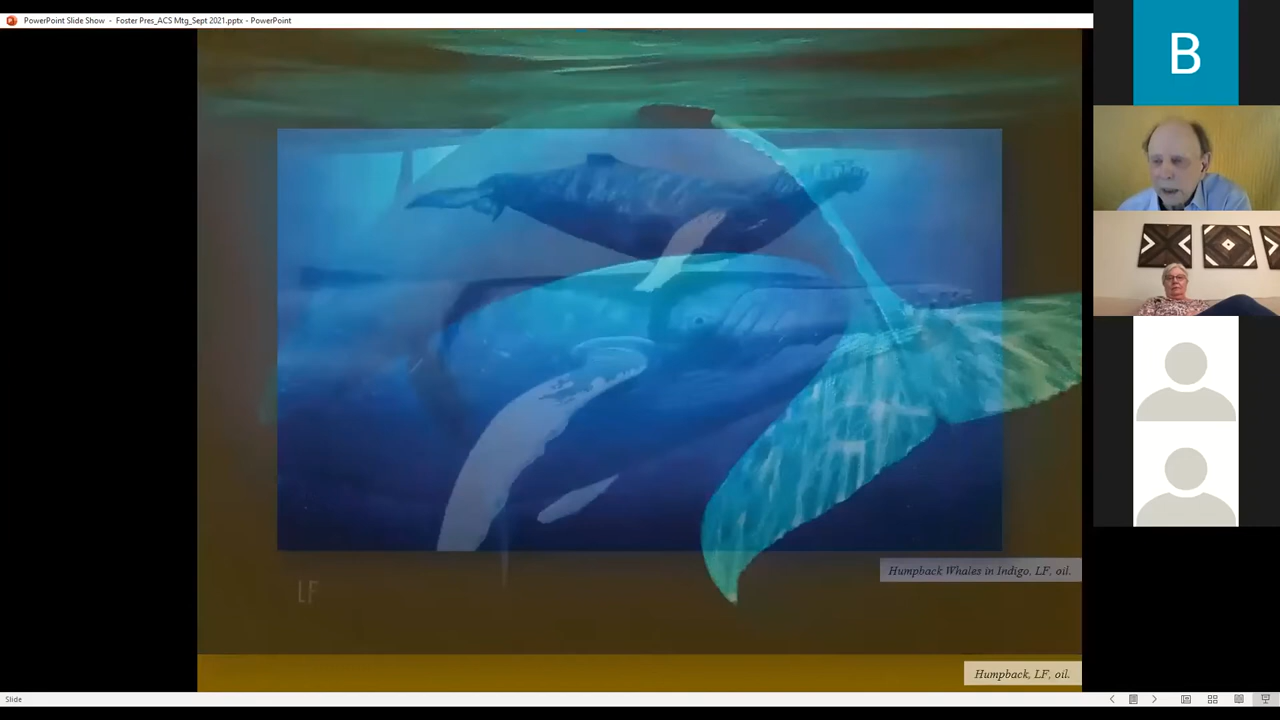 PowerPoint Slide Show - Foster Pres_ACS Mtg_Sept 2021.pptx - PowerPoint
B
Humpback Whales in Indigo, LF, oil.
LF
Humpback, LF, oil.
Slide